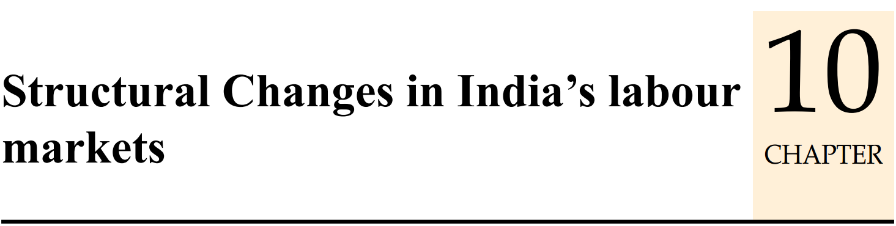 Structural Changes in India’s labour
markets
10
CHAPTER